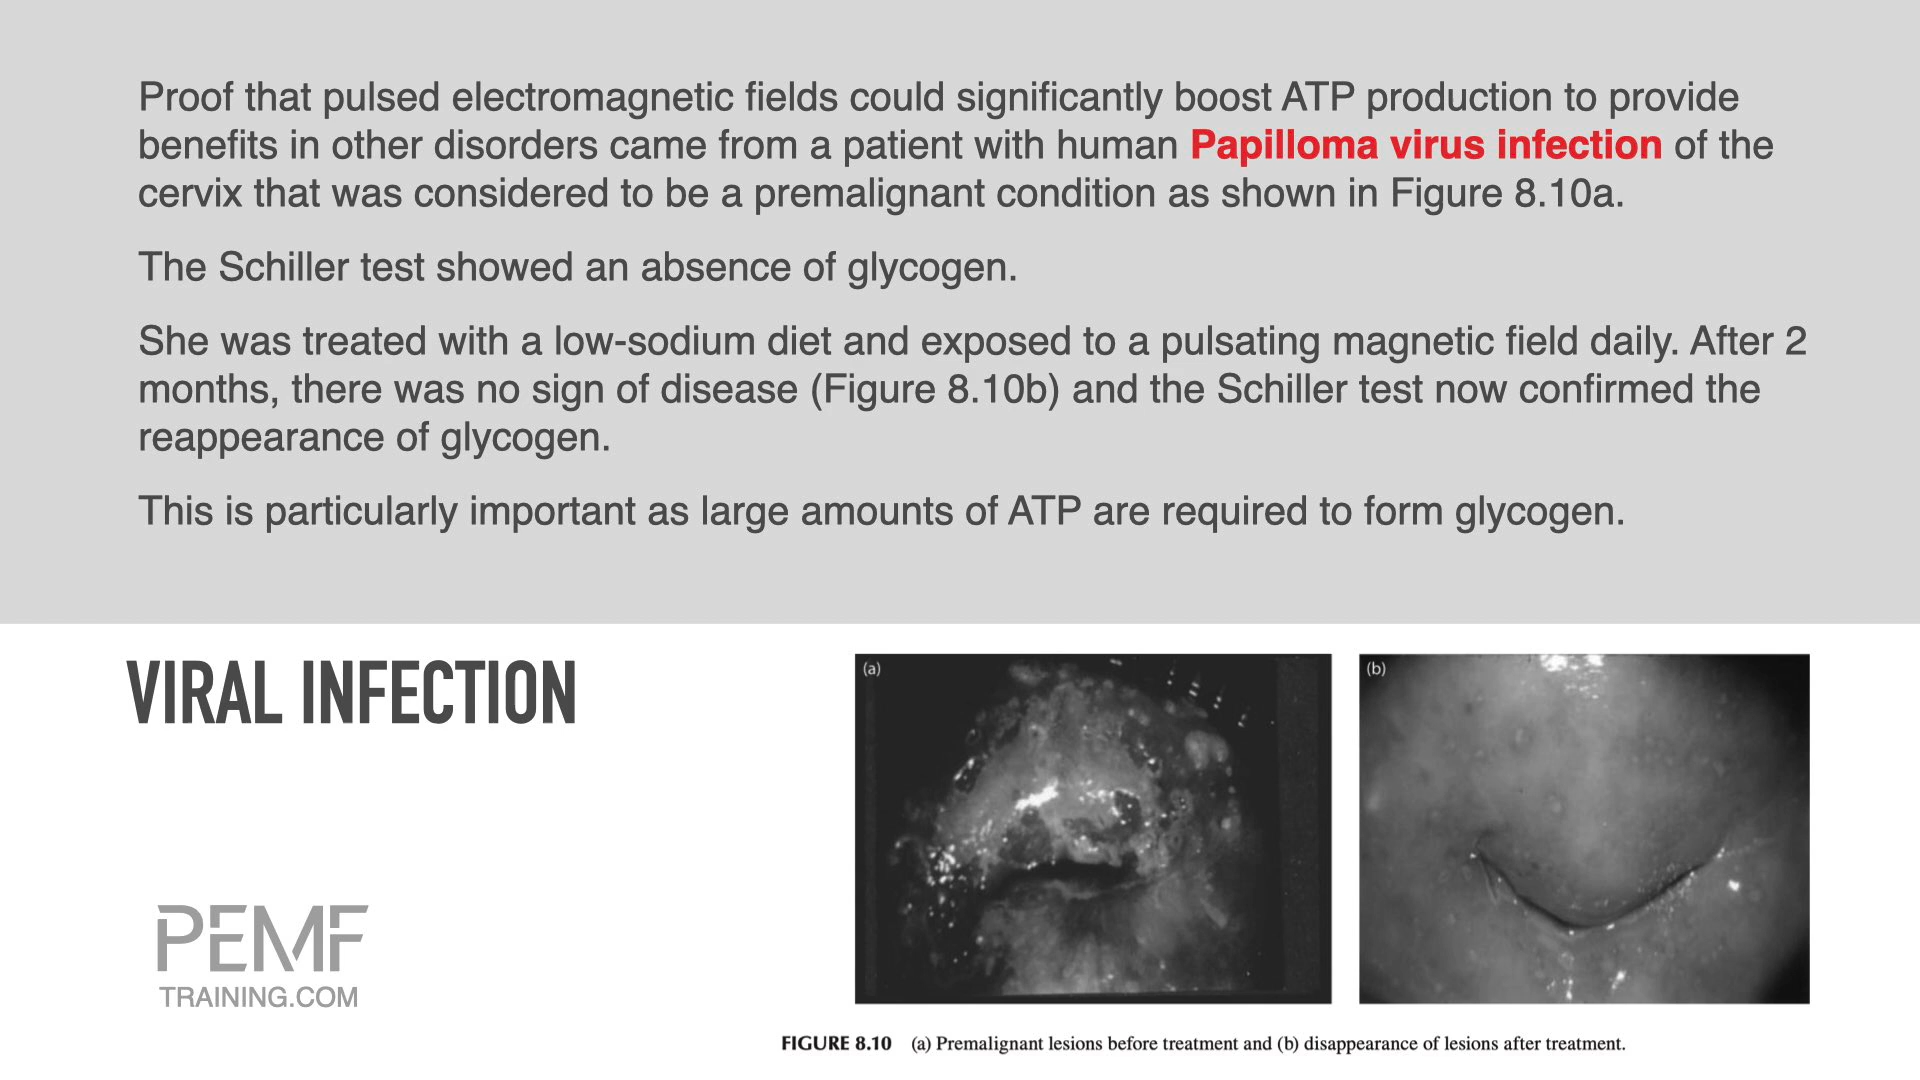 Proof that pulsed electromagnetic fields could significantly boost ATP production to provide
benefits in other disorders came from a patient with human Papilloma virus infection of the
cervix that was considered to be a premalignant condition as shown in Figure 8.10a.
The Schiller test showed an absence of glycogen.
She was treated with a low-sodium diet and exposed to a pulsating magnetic field daily. After 2
months, there was no sign of disease (Figure 8.10b) and the Schiller test now confirmed the
reappearance of glycogen.
This is particularly important as large amounts of ATP are required to form glycogen.
VIRAL INFECTION
(a)
(b)
PEMF
TRAINING.COM
FIGURE 8.10 (a) Premalignant lesions before treatment and (b) disappearance of lesions after treatment.